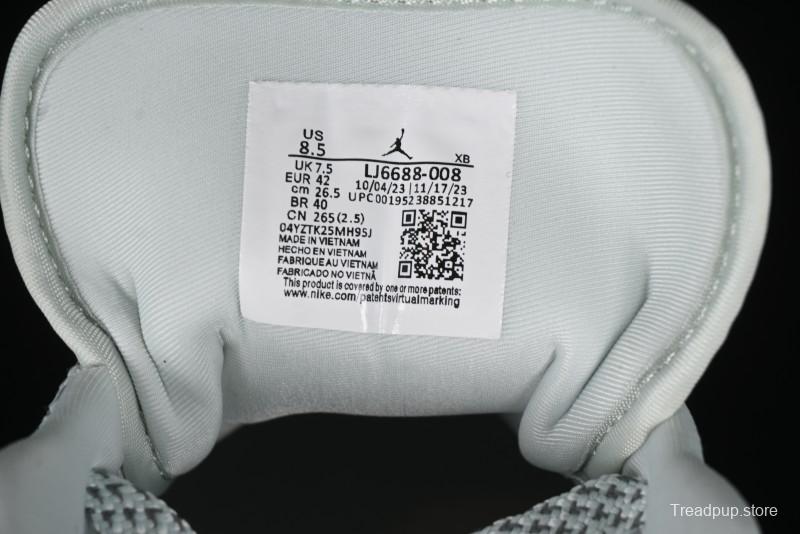 US
8.5
XB
UK 7.5
LJ6688-008
EUR 42
10/04/23 | 11/17/23
cm 26.5
UPC 00195238851217
BR 40
CN 265(2.5)
04YZTK25MH95J
MADE IN VIETNAM
HECHO EN VIETNAM
FABRIQUE AU VIETNAM
FABRICADO NO VIETNÃ
This product is covered by one or more patents:
www.nike.com/patentsvirtualmarking
Treadpup.store